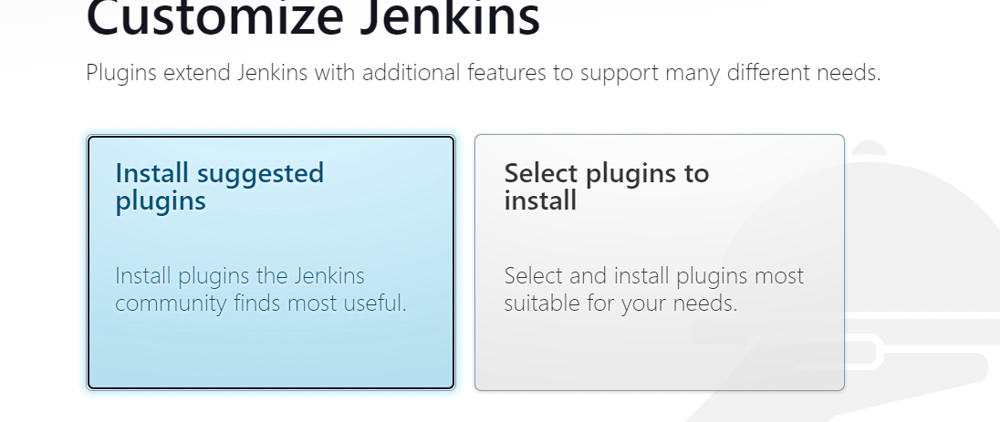 Customize Jenkins
Plugins extend Jenkins with additional features to support many different needs.
Install suggested
plugins
Install plugins the Jenkins
community finds most useful.
Select plugins to
install
Select and install plugins most
suitable for your needs.